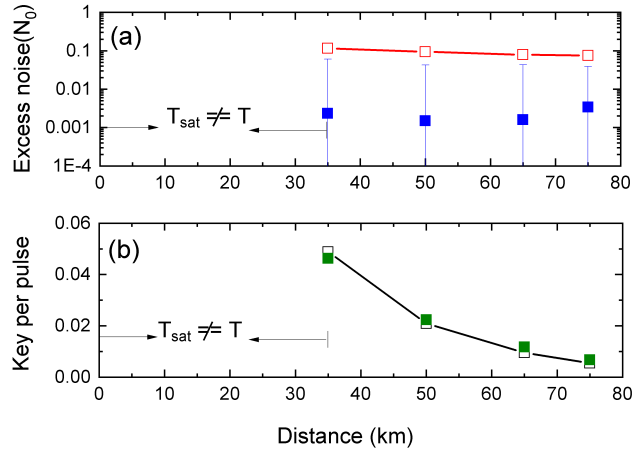 (a)
Excess noise(N₀)
1
0.1
0.01
0.001
1E-4
T_sat ≠ T
0 10 20 30 40 50 60 70 80
(b)
Key per pulse
0.06
0.04
0.02
0.00
T_sat ≠ T
0 10 20 30 40 50 60 70 80
Distance (km)